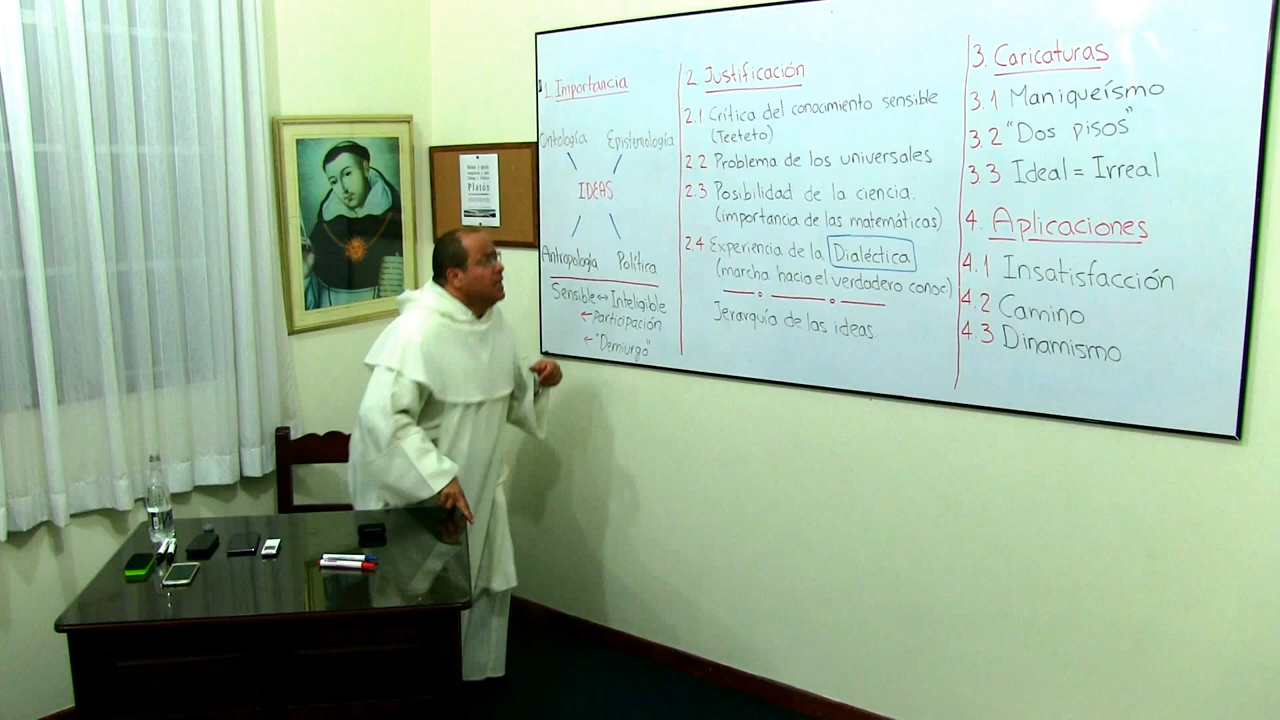 Platón
1. Importancia
Ontología Epistemología
IDEAS
Antropología Política
Sensible ↔ Inteligible
← Participación
← "Demiurgo"
2. Justificación
2.1 Crítica del conocimiento sensible
(Teeteto)
2.2 Problema de los universales
2.3 Posibilidad de la ciencia.
(importancia de las matemáticas)
2.4 Experiencia de la Dialéctica
(marcha hacia el verdadero conoc)
Jerarquía de las ideas.
3. Caricaturas
3.1 Maniqueísmo
3.2 "Dos pisos"
3.3 Ideal = Irreal
4. Aplicaciones
4.1 Insatisfacción
4.2 Camino
4.3 Dinamismo